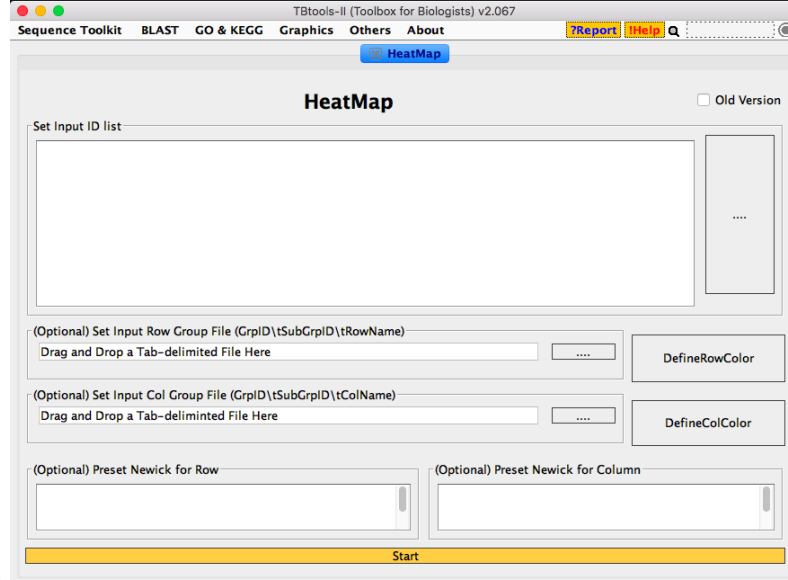 TBtools-II (Toolbox for Biologists) v2.067
Sequence Toolkit BLAST GO & KEGG Graphics Others About ?Report !Help
HeatMap
HeatMap
Old Version
Set Input ID list
....
(Optional) Set Input Row Group File (GrpID\tSubGrpID\tRowName)
Drag and Drop a Tab-delimited File Here .... DefineRowColor
(Optional) Set Input Col Group File (GrpID\tSubGrpID\tColName)
Drag and Drop a Tab-deliminted File Here .... DefineColColor
(Optional) Preset Newick for Row (Optional) Preset Newick for Column
Start